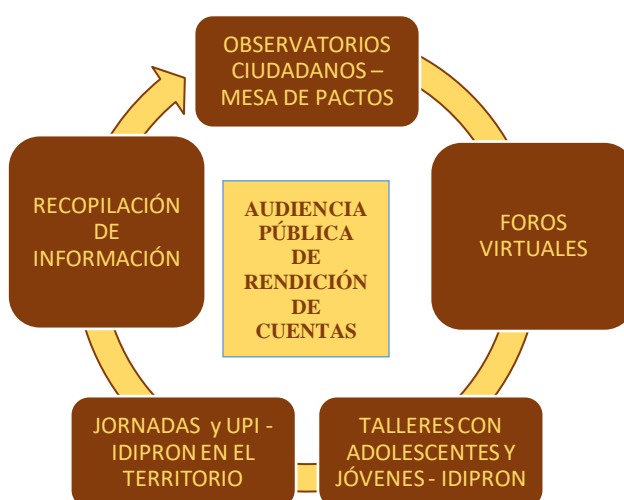 OBSERVATORIOS
CIUDADANOS –
MESA DE PACTOS
FOROS
VIRTUALES
TALLERES CON
ADOLESCENTES Y
JÓVENES - IDIPRON
JORNADAS y UPI -
IDIPRON EN EL
TERRITORIO
RECOPILACIÓN
DE
INFORMACIÓN
AUDIENCIA
PÚBLICA
DE
RENDICIÓN
DE
CUENTAS